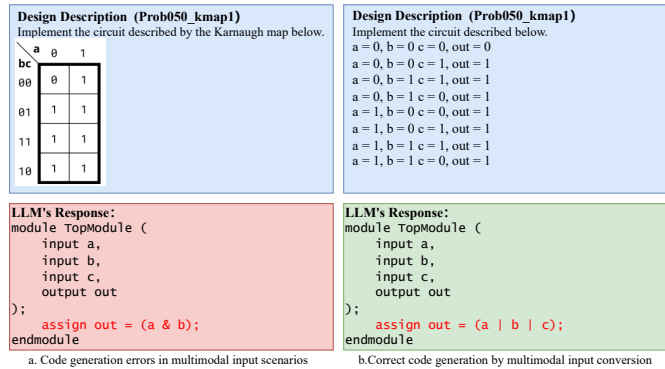 Design Description (Prob050_kmap1)
Implement the circuit described by the Karnaugh map below.
a 0 1
bc
00 0 1
01 1 1
11 1 1
10 1 1
Design Description (Prob050_kmap1)
Implement the circuit described below.
a = 0, b = 0 c = 0, out = 0
a = 0, b = 0 c = 1, out = 1
a = 0, b = 1 c = 1, out = 1
a = 0, b = 1 c = 0, out = 1
a = 1, b = 0 c = 0, out = 1
a = 1, b = 0 c = 1, out = 1
a = 1, b = 1 c = 1, out = 1
a = 1, b = 1 c = 0, out = 1
LLM's Response:
module TopModule (
input a,
input b,
input c,
output out
);
assign out = (a & b);
endmodule
LLM's Response:
module TopModule (
input a,
input b,
input c,
output out
);
assign out = (a | b | c);
endmodule
a. Code generation errors in multimodal input scenarios
b.Correct code generation by multimodal input conversion